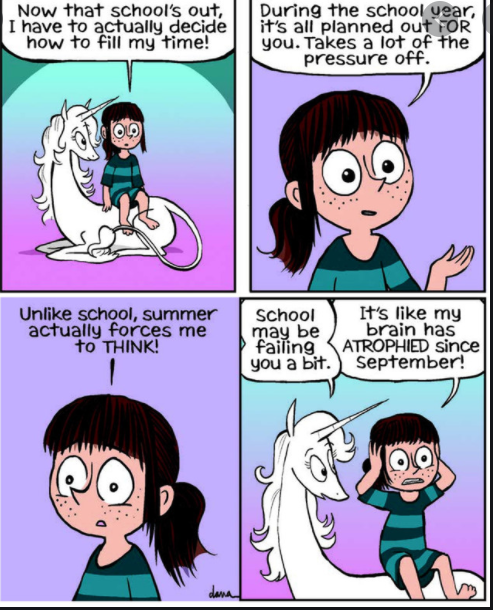 Now that school's out,
I have to actually decide
how to fill my time!
During the school year,
it's all planned out FOR
you. Takes a lot of the
pressure off.
Unlike school, summer
actually forces me
to THINK!
School
may be
failing
you a bit.
It's like my
brain has
ATROPHIED since
September!
dana